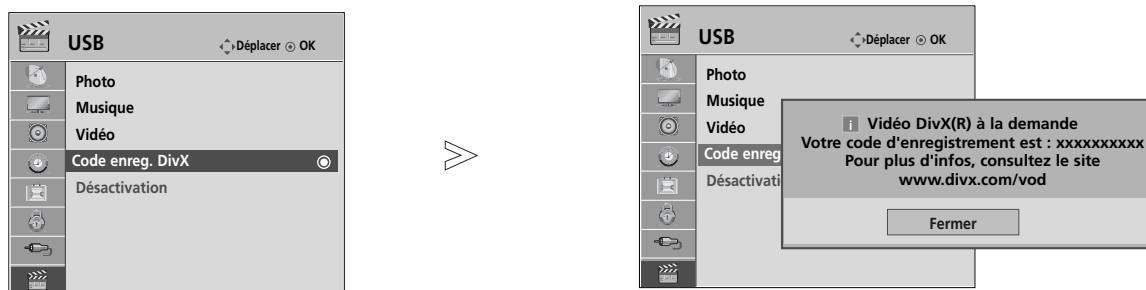 USB
Déplacer OK
Photo
Musique
Vidéo
Code enreg. DivX
Désactivation
USB
Déplacer OK
Photo
Musique
Vidéo
Code enreg
Désactivati
i Vidéo DivX(R) à la demande
Votre code d'enregistrement est : xxxxxxxxxx
Pour plus d'infos, consultez le site
www.divx.com/vod
Fermer